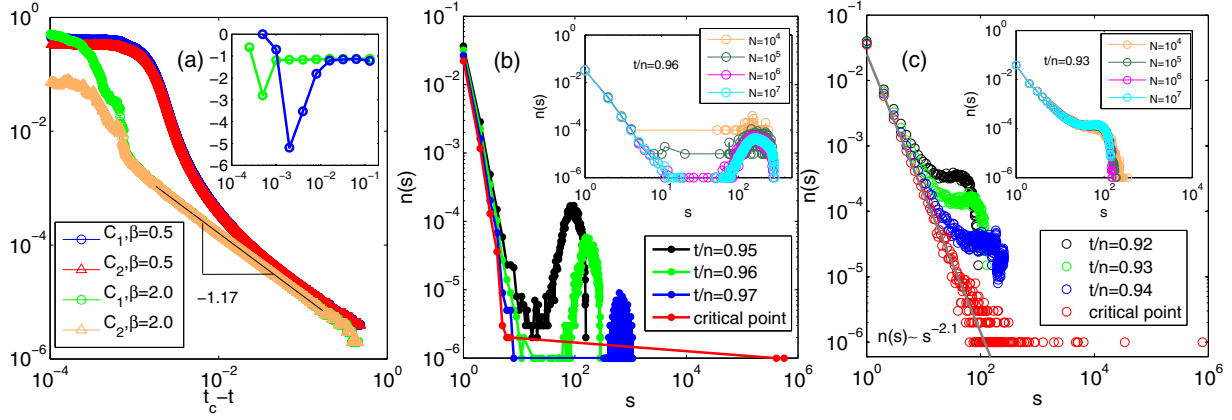 (a)
10^0
10^-2
10^-4
10^-6
10^-4
10^-2
10^0
t_c-t
0
-1
-2
-3
-4
-5
-6
10^-4
10^-3
10^-2
10^-1
C_1,β=0.5
C_2,β=0.5
C_1,β=2.0
C_2,β=2.0
-1.17
(b)
n(s)
10^-1
10^-2
10^-3
10^-4
10^-5
10^-6
10^0
10^2
10^4
10^6
s
t/n=0.96
n(s)
10^0
10^-2
10^-4
10^-6
10^0
10^2
10^4
s
N=10^4
N=10^5
N=10^6
N=10^7
t/n=0.95
t/n=0.96
t/n=0.97
critical point
(c)
n(s)
10^-1
10^-2
10^-3
10^-4
10^-5
10^-6
10^0
10^2
10^4
10^6
s
t/n=0.93
n(s)
10^0
10^-2
10^-4
10^-6
10^0
10^2
10^4
s
N=10^4
N=10^5
N=10^6
N=10^7
t/n=0.92
t/n=0.93
t/n=0.94
critical point
n(s)~ s^-2.1